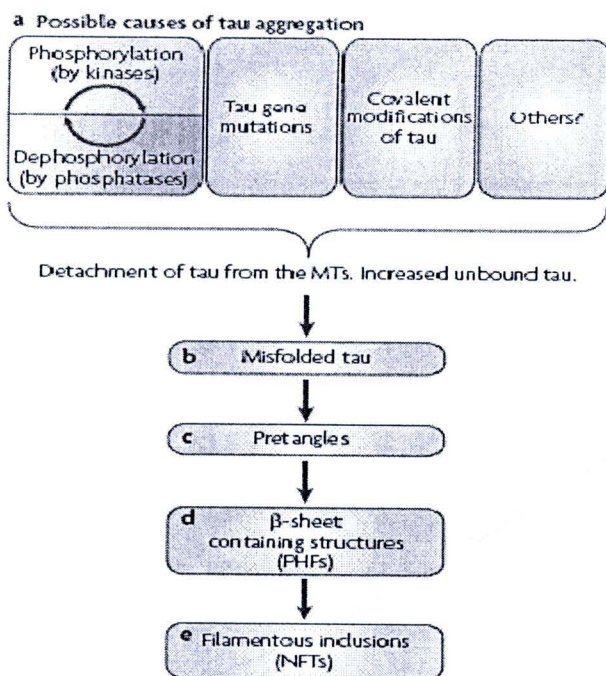 a Possible causes of tau aggregation
Phosphorylation
(by kinases)
Dephosphorylation
(by phosphatases)
Tau gene
mutations
Covalent
modifications
of tau
Others?
Detachment of tau from the MTs. Increased unbound tau.
b Misfolded tau
c Pretangles
d β-sheet
containing structures
(PHFs)
e Filamentous inclusions
(NFTs)